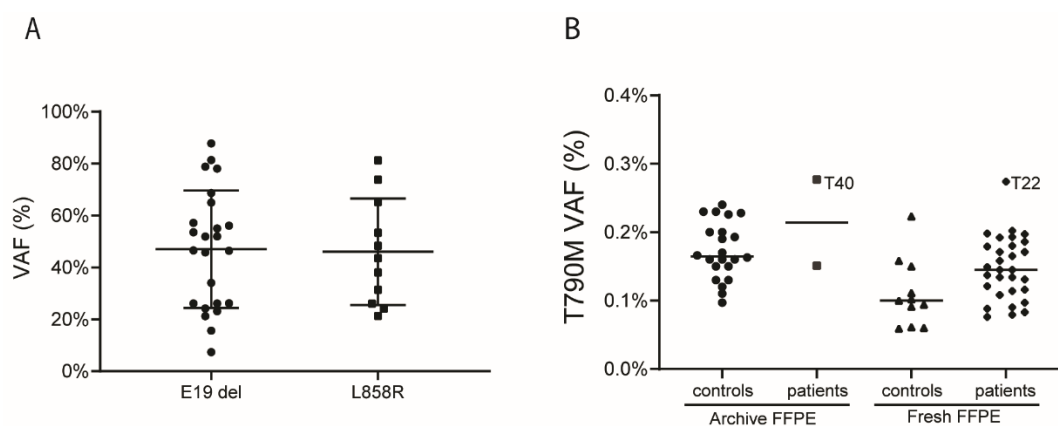 A
VAF (%)
100%
80%
60%
40%
20%
0%
E19 del
L858R
B
T790M VAF (%)
0.4%
0.3%
0.2%
0.1%
0.0%
T40
T22
controls patients controls patients
Archive FFPE Fresh FFPE